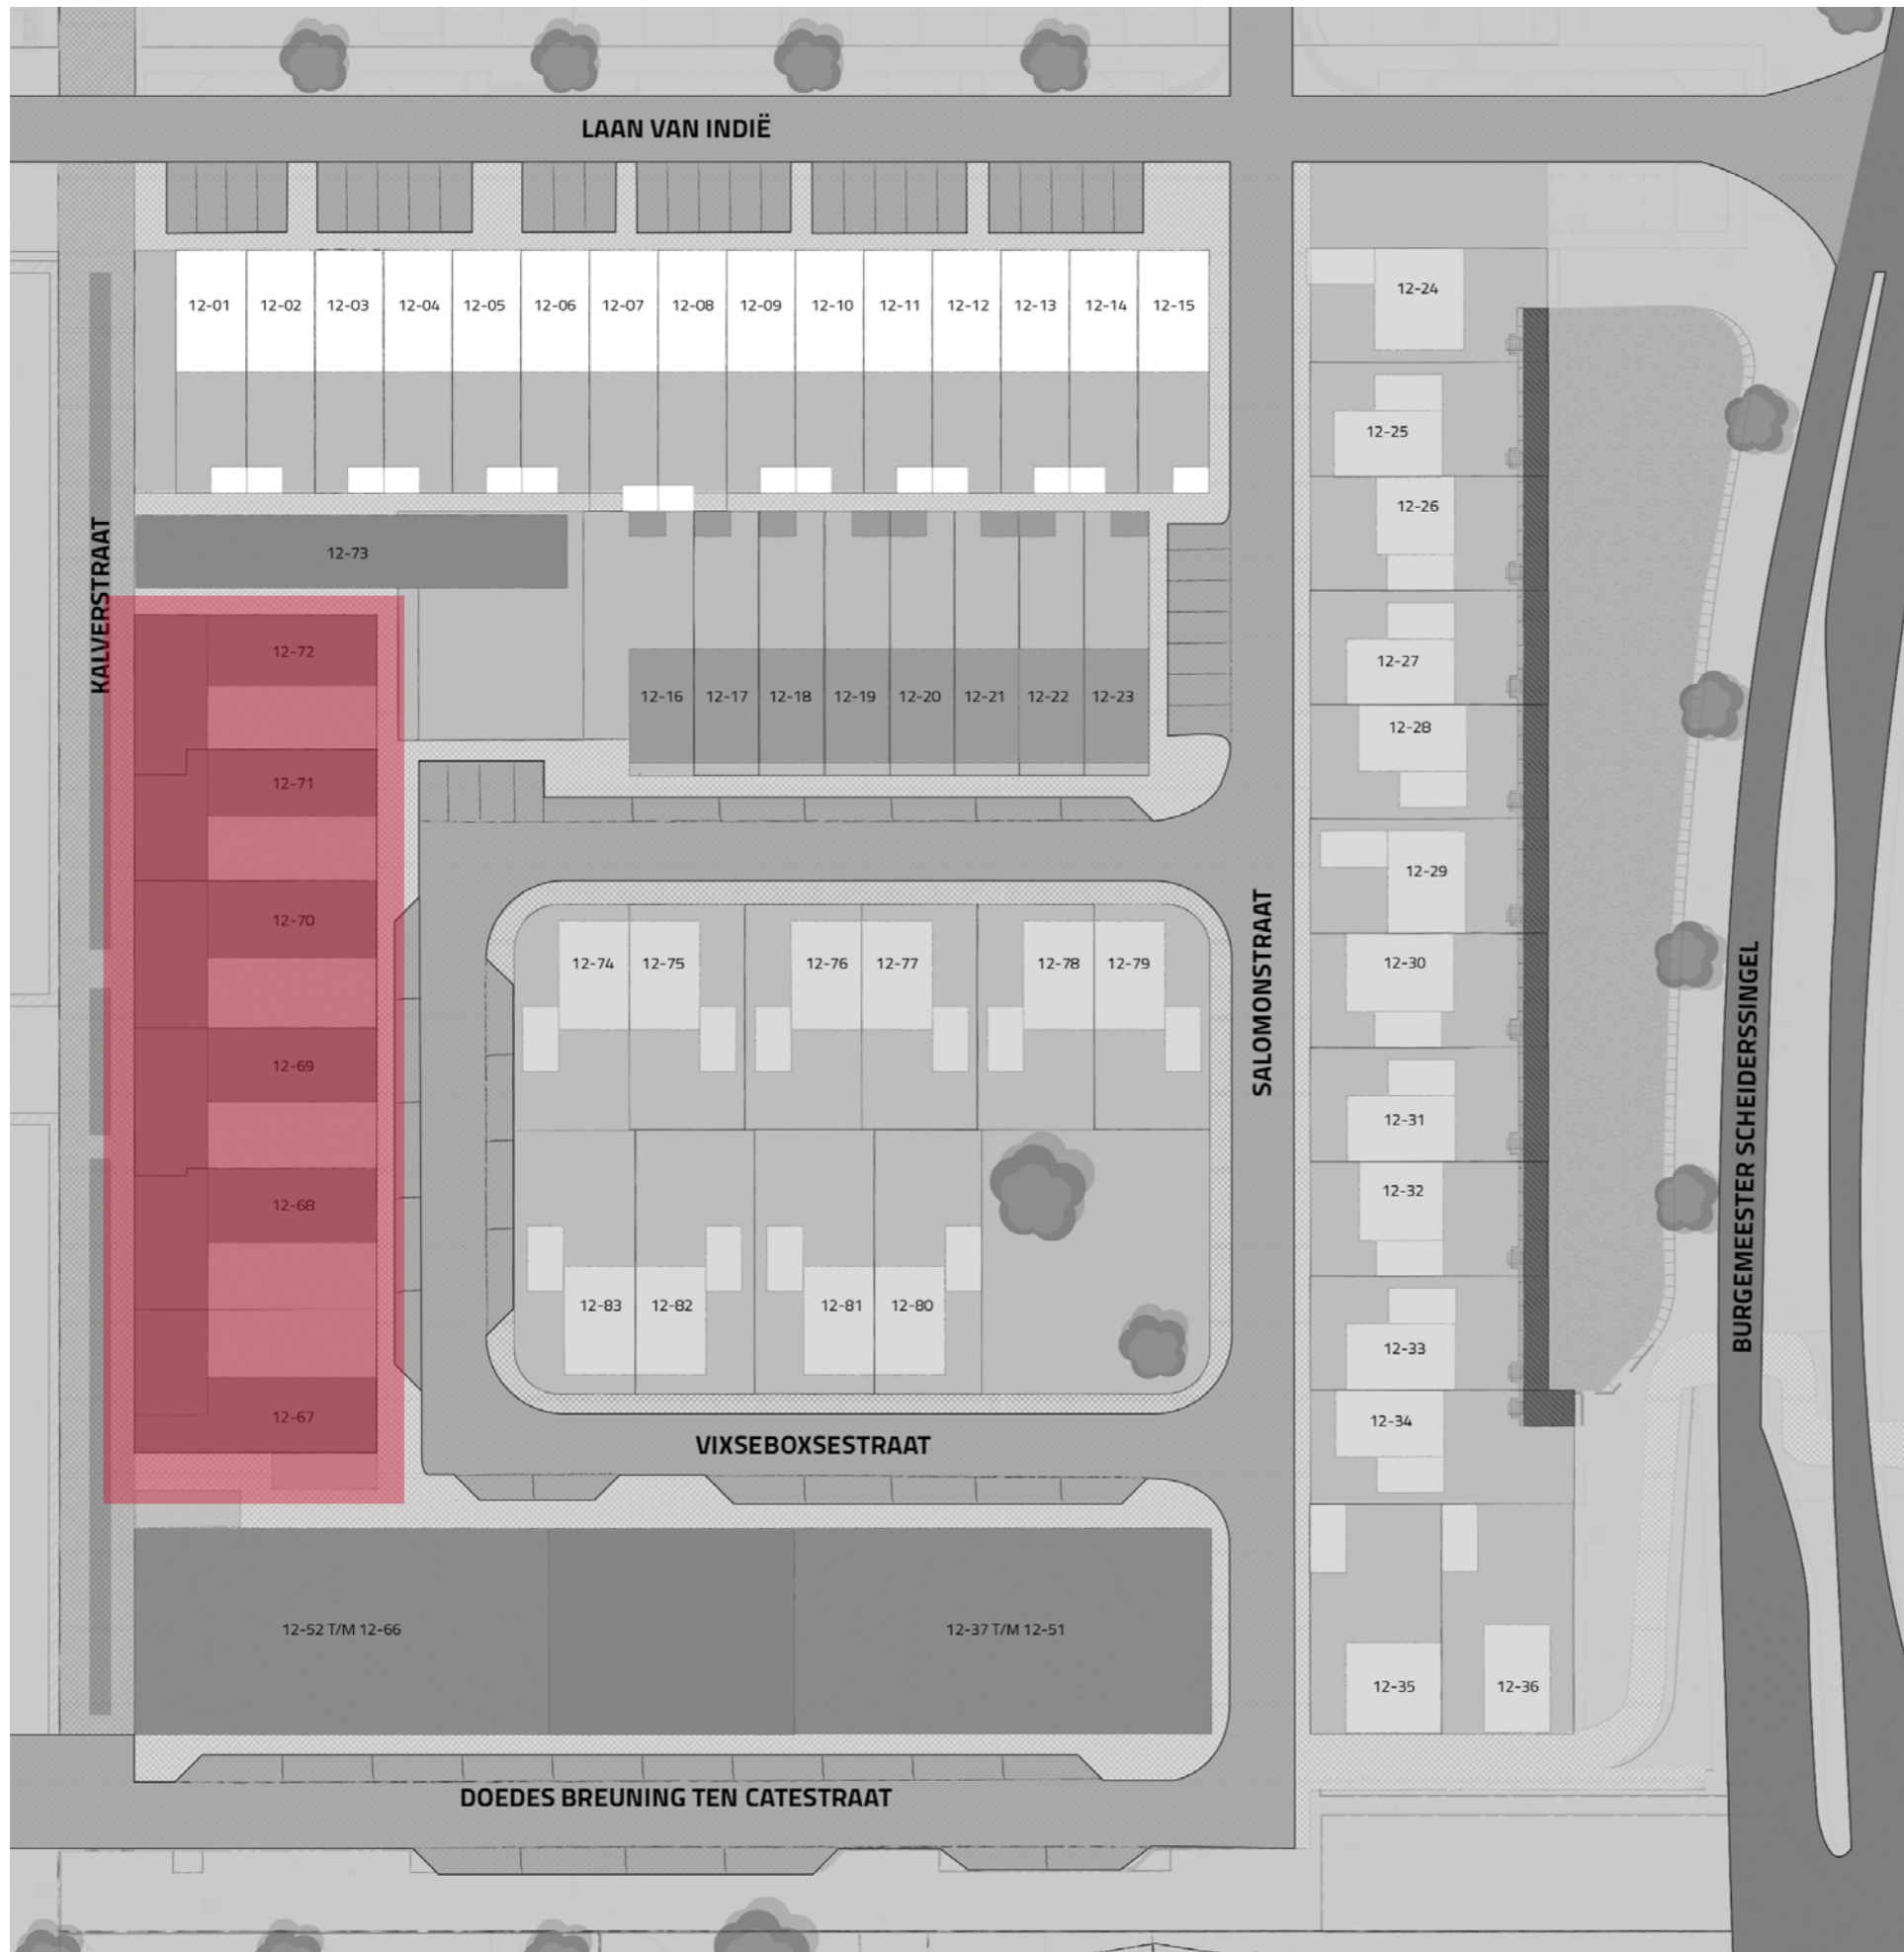 LAAN VAN INDIË
12-01 12-02 12-03 12-04 12-05 12-06 12-07 12-08 12-09 12-10 12-11 12-12 12-13 12-14 12-15
12-24
12-25
12-26
12-27
12-28
12-29
12-30
12-31
12-32
12-33
12-34
12-35 12-36
KALVERSTRAAT
12-73
12-16 12-17 12-18 12-19 12-20 12-21 12-22 12-23
12-72
12-71
12-70
12-69
12-68
12-67
12-74 12-75 12-76 12-77 12-78 12-79
12-83 12-82 12-81 12-80
SALOMONSTRAAT
BURGEMEESTER SCHEIDERSSINGEL
VIXSEBOXSESTRAAT
12-52 T/M 12-66 12-37 T/M 12-51
DOEDES BREUNING TEN CATESTRAAT